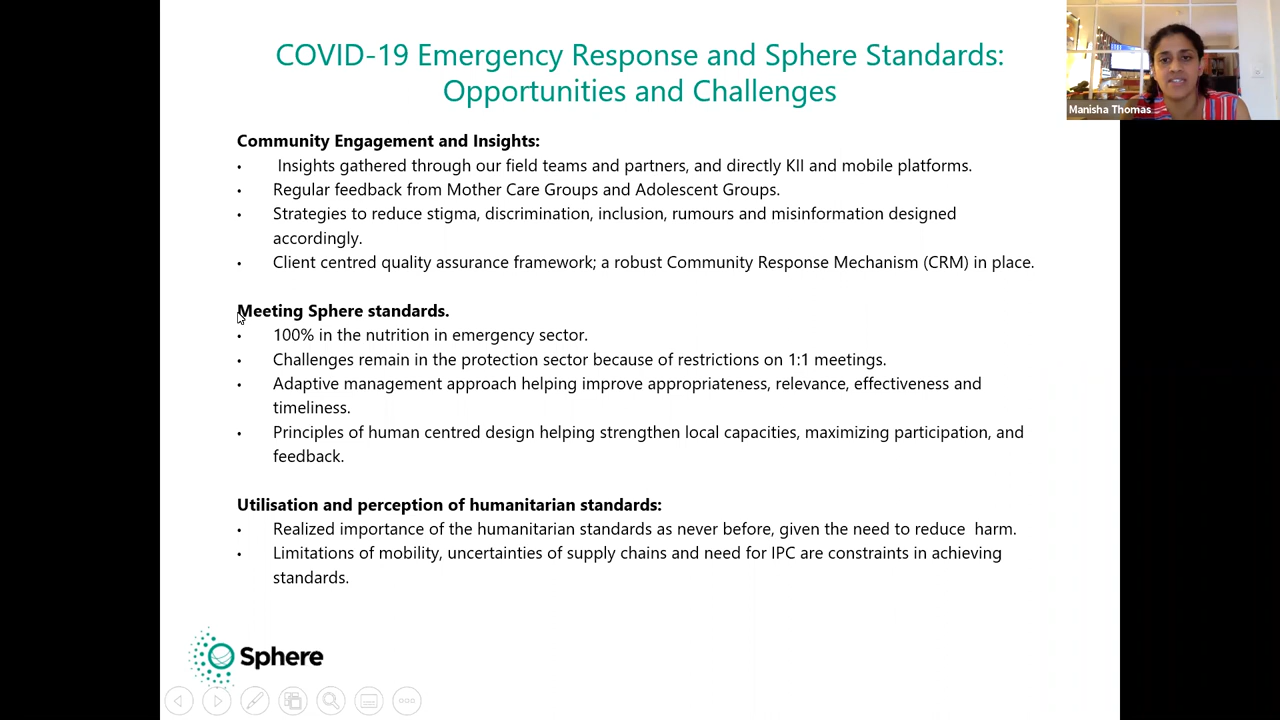 COVID-19 Emergency Response and Sphere Standards:
Opportunities and Challenges
Manisha Thomas
Community Engagement and Insights:
• Insights gathered through our field teams and partners, and directly KII and mobile platforms.
• Regular feedback from Mother Care Groups and Adolescent Groups.
• Strategies to reduce stigma, discrimination, inclusion, rumours and misinformation designed
accordingly.
• Client centred quality assurance framework; a robust Community Response Mechanism (CRM) in place.
Meeting Sphere standards.
• 100% in the nutrition in emergency sector.
• Challenges remain in the protection sector because of restrictions on 1:1 meetings.
• Adaptive management approach helping improve appropriateness, relevance, effectiveness and
timeliness.
• Principles of human centred design helping strengthen local capacities, maximizing participation, and
feedback.
Utilisation and perception of humanitarian standards:
• Realized importance of the humanitarian standards as never before, given the need to reduce harm.
• Limitations of mobility, uncertainties of supply chains and need for IPC are constraints in achieving
standards.
Sphere